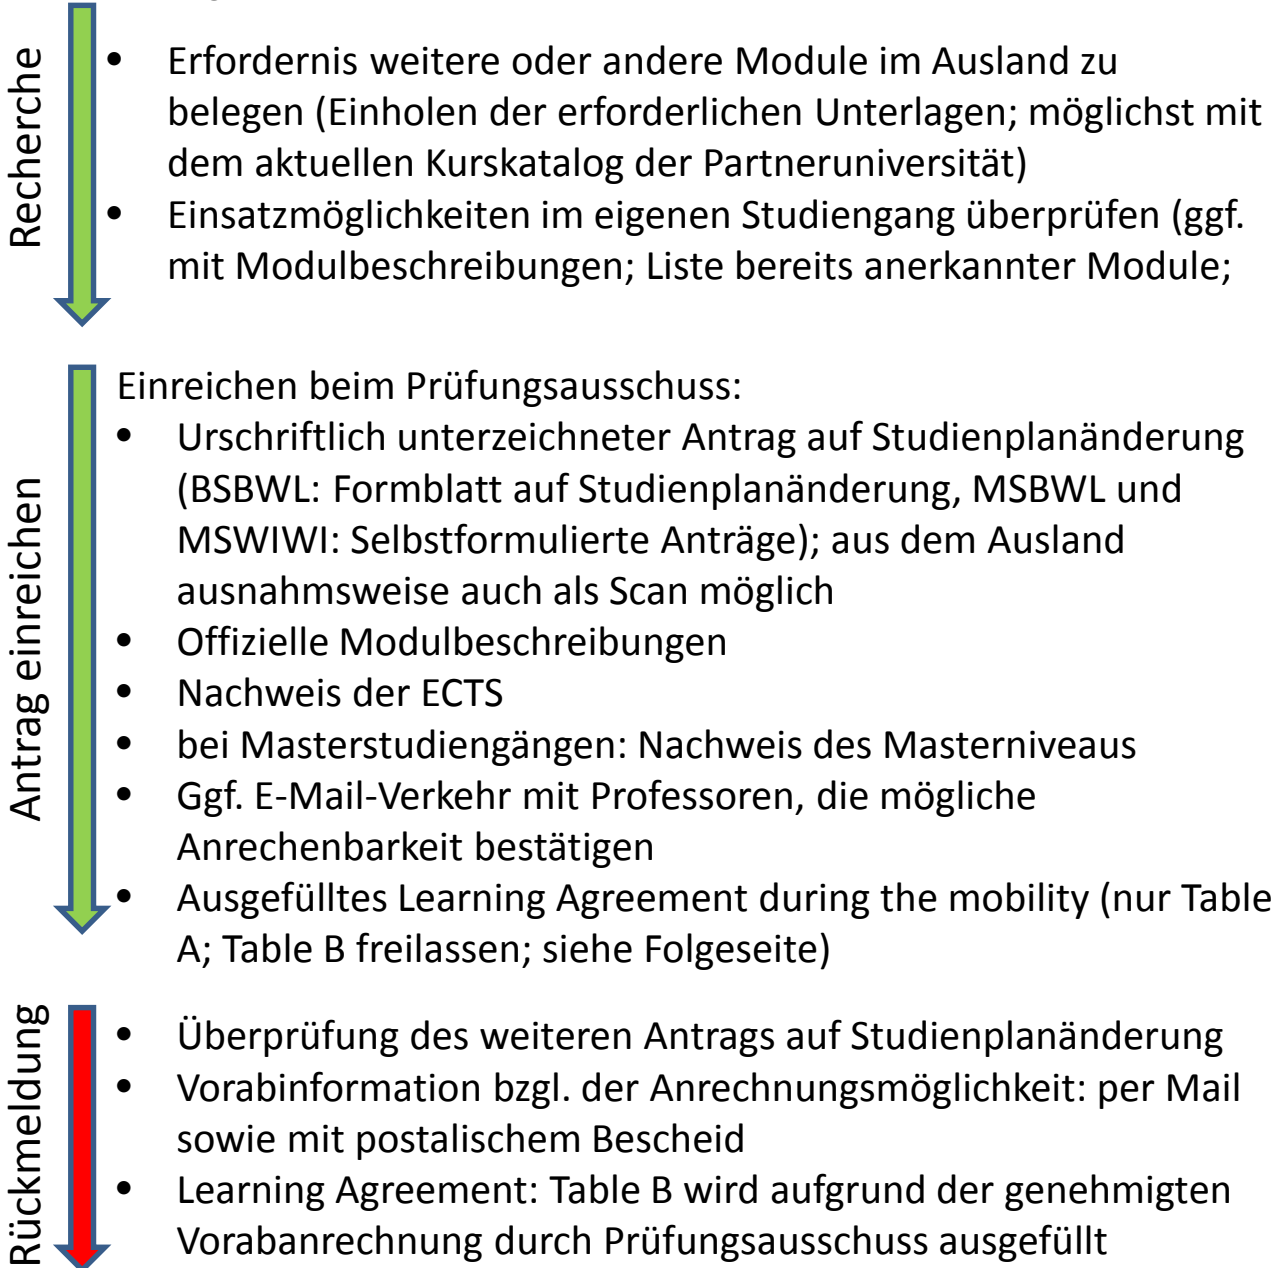 Recherche
• Erfordernis weitere oder andere Module im Ausland zu
belegen (Einholen der erforderlichen Unterlagen; möglichst mit
dem aktuellen Kurskatalog der Partneruniversität)
• Einsatzmöglichkeiten im eigenen Studiengang überprüfen (ggf.
mit Modulbeschreibungen; Liste bereits anerkannter Module;
Antrag einreichen
Einreichen beim Prüfungsausschuss:
• Urschriftlich unterzeichneter Antrag auf Studienplanänderung
(BSBWL: Formblatt auf Studienplanänderung, MSBWL und
MSWIWI: Selbstformulierte Anträge); aus dem Ausland
ausnahmsweise auch als Scan möglich
• Offizielle Modulbeschreibungen
• Nachweis der ECTS
• bei Masterstudiengängen: Nachweis des Masterniveaus
• Ggf. E-Mail-Verkehr mit Professoren, die mögliche
Anrechenbarkeit bestätigen
• Ausgefülltes Learning Agreement during the mobility (nur Table
A; Table B freilassen; siehe Folgeseite)
Rückmeldung
• Überprüfung des weiteren Antrags auf Studienplanänderung
• Vorabinformation bzgl. der Anrechnungsmöglichkeit: per Mail
sowie mit postalischem Bescheid
• Learning Agreement: Table B wird aufgrund der genehmigten
Vorabanrechnung durch Prüfungsausschuss ausgefüllt